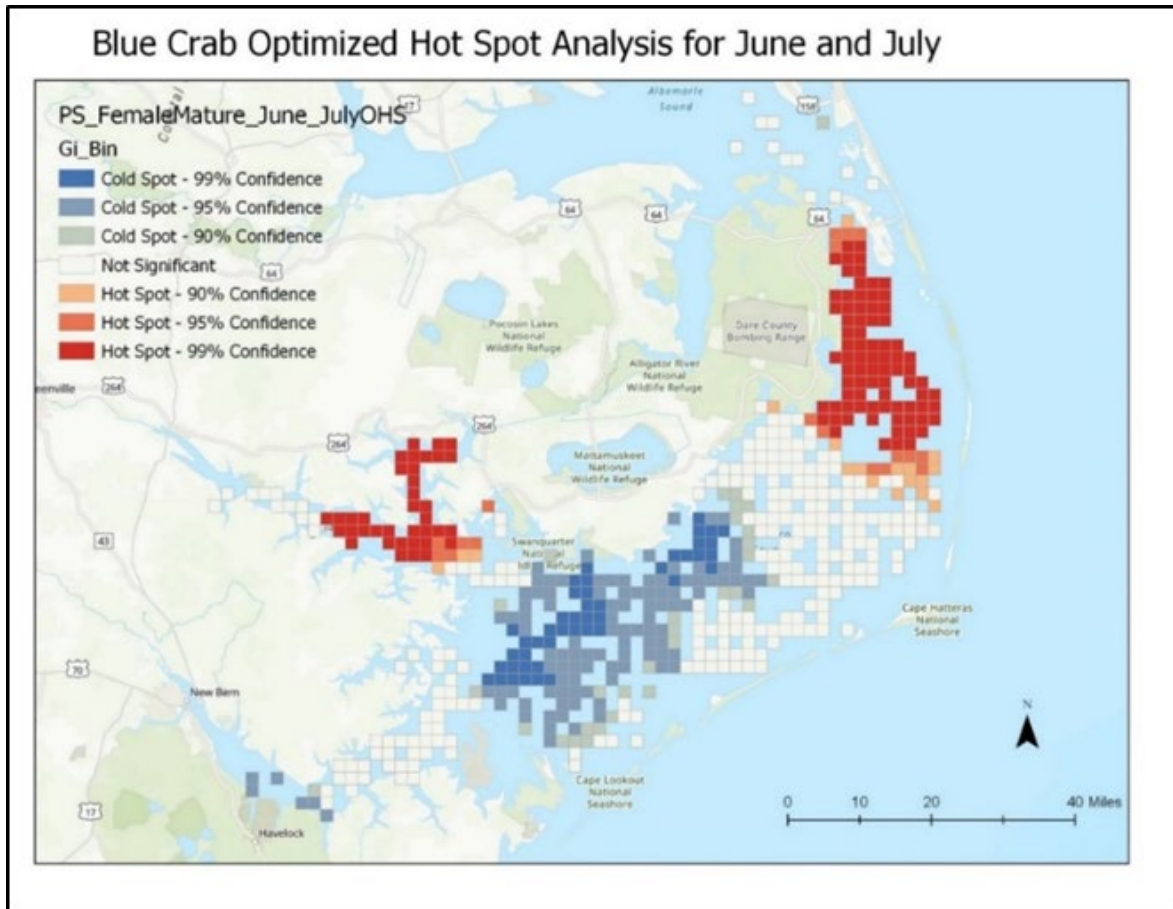 Blue Crab Optimized Hot Spot Analysis for June and July
PS_FemaleMature_June_JulyOHS
Gi_Bin
Cold Spot - 99% Confidence
Cold Spot - 95% Confidence
Cold Spot - 90% Confidence
Not Significant
Hot Spot - 90% Confidence
Hot Spot - 95% Confidence
Hot Spot - 99% Confidence
Albemarle
Sound
17
158
64
64
64
64
Pocosin Lakes
National
Wildlife Refuge
Dare County
Bombing Range
Alligator River
National
Wildlife Refuge
eenville
264
264
264
Mattamuskeet
National
Wildlife Refuge
43
Swanquarter
Cape Hatteras
National
Seashore
70
New Bern
N
Cape Lookout
National
Seashore
17
Havelock
0 10 20 40 Miles